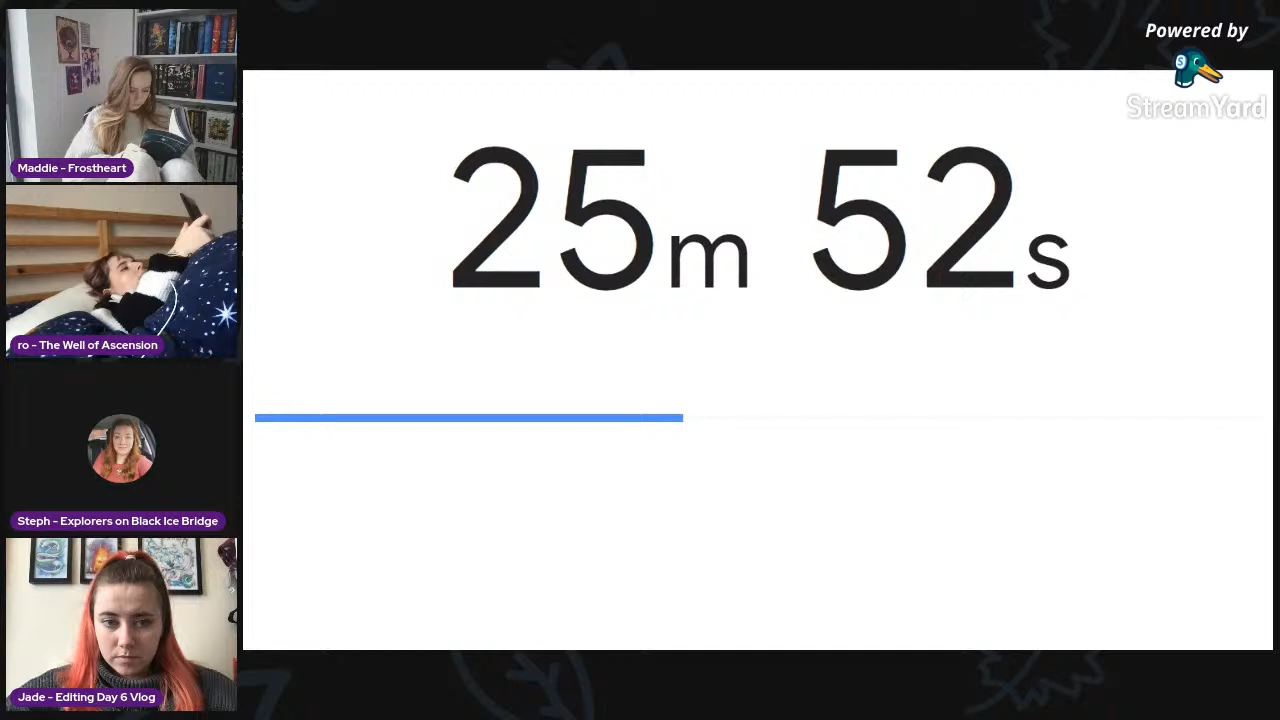 Powered by
StreamYard
25m 52s
Maddie - Frostheart
ro - The Well of Ascension
Steph - Explorers on Black Ice Bridge
Jade - Editing Day 6 Vlog